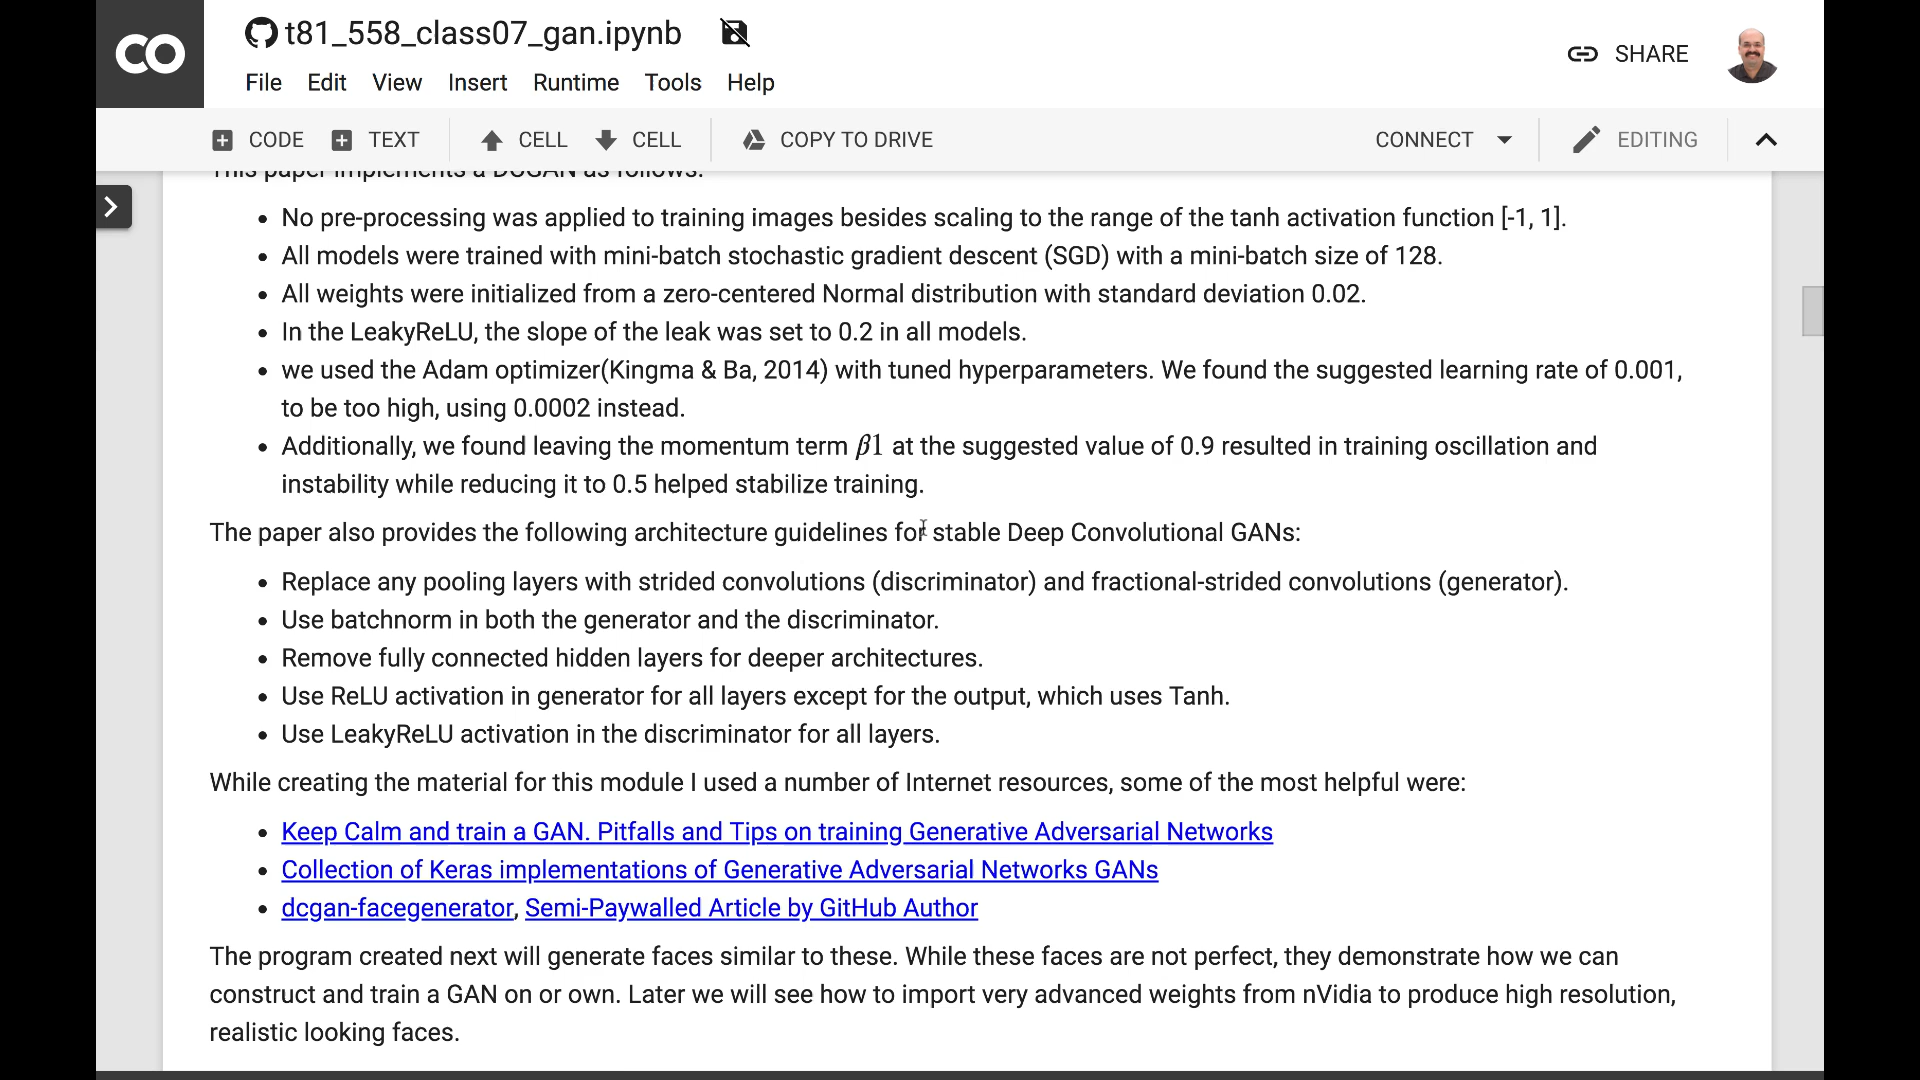 CO
t81_558_class07_gan.ipynb
File Edit View Insert Runtime Tools Help
SHARE
CODE TEXT CELL CELL COPY TO DRIVE CONNECT EDITING
This paper implements a DCGAN as follows:
No pre-processing was applied to training images besides scaling to the range of the tanh activation function [-1, 1].
All models were trained with mini-batch stochastic gradient descent (SGD) with a mini-batch size of 128.
All weights were initialized from a zero-centered Normal distribution with standard deviation 0.02.
In the LeakyReLU, the slope of the leak was set to 0.2 in all models.
we used the Adam optimizer(Kingma & Ba, 2014) with tuned hyperparameters. We found the suggested learning rate of 0.001,
to be too high, using 0.0002 instead.
Additionally, we found leaving the momentum term β1 at the suggested value of 0.9 resulted in training oscillation and
instability while reducing it to 0.5 helped stabilize training.
The paper also provides the following architecture guidelines for stable Deep Convolutional GANs:
Replace any pooling layers with strided convolutions (discriminator) and fractional-strided convolutions (generator).
Use batchnorm in both the generator and the discriminator.
Remove fully connected hidden layers for deeper architectures.
Use ReLU activation in generator for all layers except for the output, which uses Tanh.
Use LeakyReLU activation in the discriminator for all layers.
While creating the material for this module I used a number of Internet resources, some of the most helpful were:
Keep Calm and train a GAN. Pitfalls and Tips on training Generative Adversarial Networks
Collection of Keras implementations of Generative Adversarial Networks GANs
dcgan-facegenerator, Semi-Paywalled Article by GitHub Author
The program created next will generate faces similar to these. While these faces are not perfect, they demonstrate how we can
construct and train a GAN on or own. Later we will see how to import very advanced weights from nVidia to produce high resolution,
realistic looking faces.